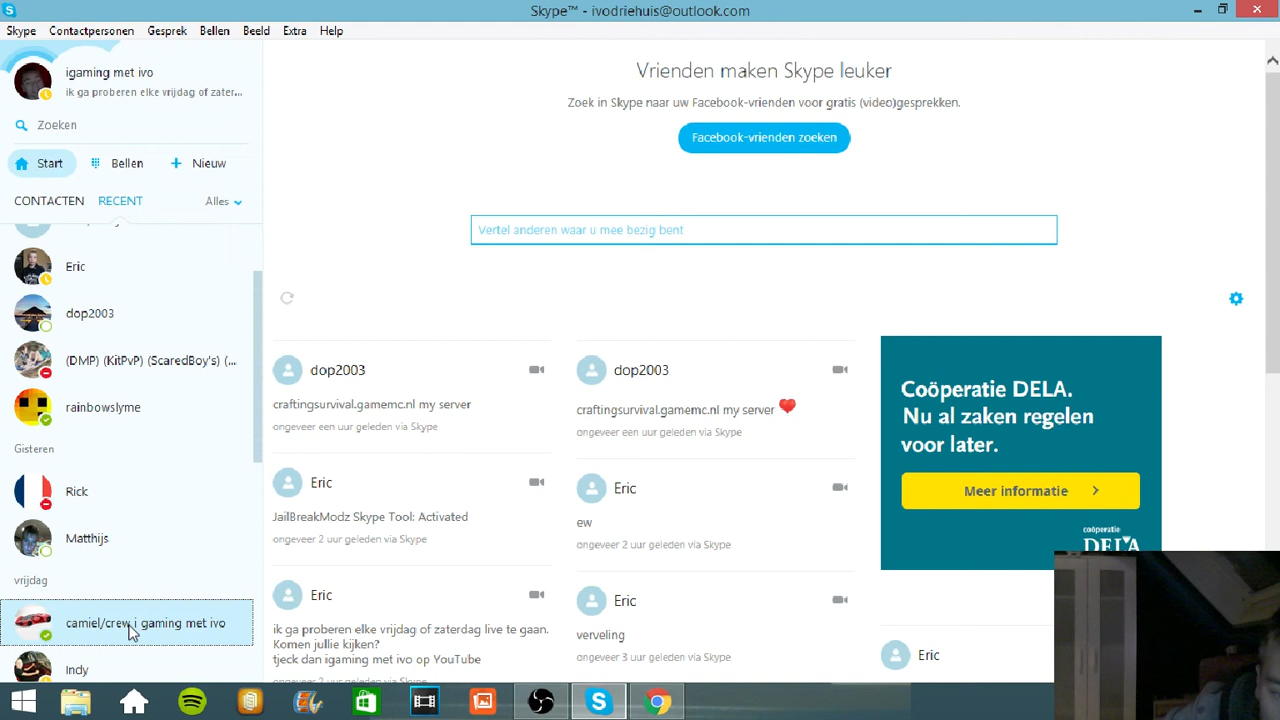 Skype™ - ivodriehuis@outlook.com
Skype Contactpersonen Gesprek Bellen Beeld Extra Help
igaming met ivo
ik ga proberen elke vrijdag of zater...
Zoeken
Start Bellen Nieuw
CONTACTEN RECENT Alles
Eric
dop2003
(DMP) (KitPvP) (ScaredBoy's) (...
rainbowslyme
Gisteren
Rick
Matthijs
vrijdag
camiel/crew i gaming met ivo
Indy
Vrienden maken Skype leuker
Zoek in Skype naar uw Facebook-vrienden voor gratis (video)gesprekken.
Facebook-vrienden zoeken
Vertel anderen waar u mee bezig bent
dop2003
craftingsurvival.gamemc.nl my server
ongeveer een uur geleden via Skype
Eric
JailBreakModz Skype Tool: Activated
ongeveer 2 uur geleden via Skype
Eric
ik ga proberen elke vrijdag of zaterdag live te gaan.
Komen jullie kijken?
tjeck dan igaming met ivo op YouTube
ongeveer 2 uur geleden via Skype
dop2003
craftingsurvival.gamemc.nl my server
ongeveer een uur geleden via Skype
Eric
ew
ongeveer 2 uur geleden via Skype
Eric
verveling
ongeveer 3 uur geleden via Skype
Coöperatie DELA.
Nu al zaken regelen
voor later.
Meer informatie
coöperatie
DELA
Eric